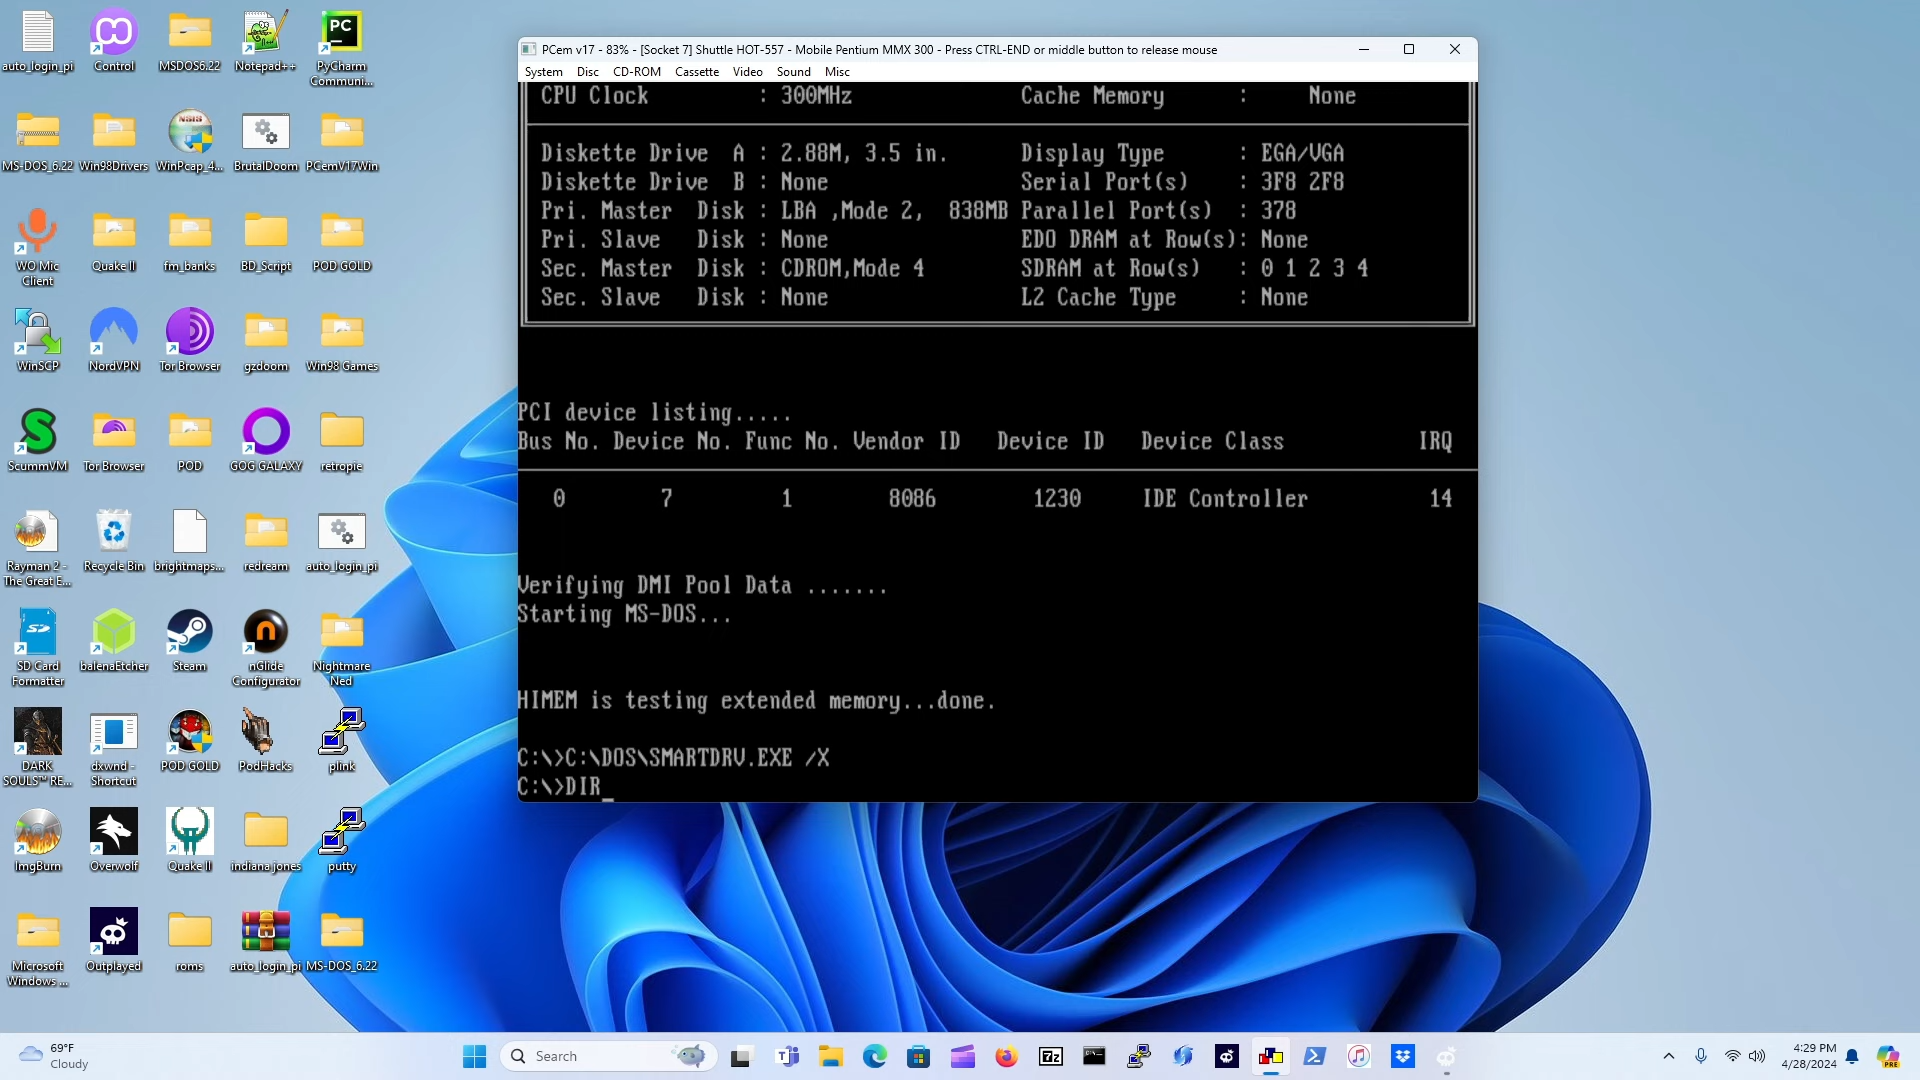 PCem v17 - 83% - [Socket 7] Shuttle HOT-557 - Mobile Pentium MMX 300 - Press CTRL-END or middle button to release mouse
System Disc CD-ROM Cassette Video Sound Misc
CPU Clock : 300MHz Cache Memory : None
Diskette Drive A : 2.88M, 3.5 in. Display Type : EGA/VGA
Diskette Drive B : None Serial Port(s) : 3F8 2F8
Pri. Master Disk : LBA ,Mode 2, 838MB Parallel Port(s) : 378
Pri. Slave Disk : None EDO DRAM at Row(s): None
Sec. Master Disk : CDROM,Mode 4 SDRAM at Row(s) : 0 1 2 3 4
Sec. Slave Disk : None L2 Cache Type : None
PCI device listing.....
Bus No. Device No. Func No. Vendor ID Device ID Device Class IRQ
0 7 1 8086 1230 IDE Controller 14
Verifying DMI Pool Data .......
Starting MS-DOS...
HIMEM is testing extended memory...done.
C:\>C:\DOS\SMARTDRV.EXE /X
C:\>DIR_
auto_login_pi Control MSDOS6.22 Notepad++ PyCharm
Communi...
PC
MS-DOS_6.22 Win98Drivers WinPcap_4... BrutalDoom PCemV17Win
NSIS
WO Mic
Client
Quake II fm_banks BD_Script POD GOLD
WinSCP NordVPN Tor Browser gzdoom Win98 Games
ScummVM Tor Browser POD GOG GALAXY retropie
Rayman 2 -
The Great E...
Recycle Bin brightmaps... redream auto_login_pi
SD
SD Card
Formatter
balenaEtcher Steam nGlide
Configurator
Nightmare
Ned
DARK
SOULS™ RE...
dxwnd -
Shortcut
POD GOLD PodHacks plink
ImgBurn Overwolf Quake II indiana jones putty
Microsoft
Windows ...
Outplayed roms auto_login_pi MS-DOS_6.22
69°F
Cloudy
Search
7z
4:29 PM
4/28/2024
PRE